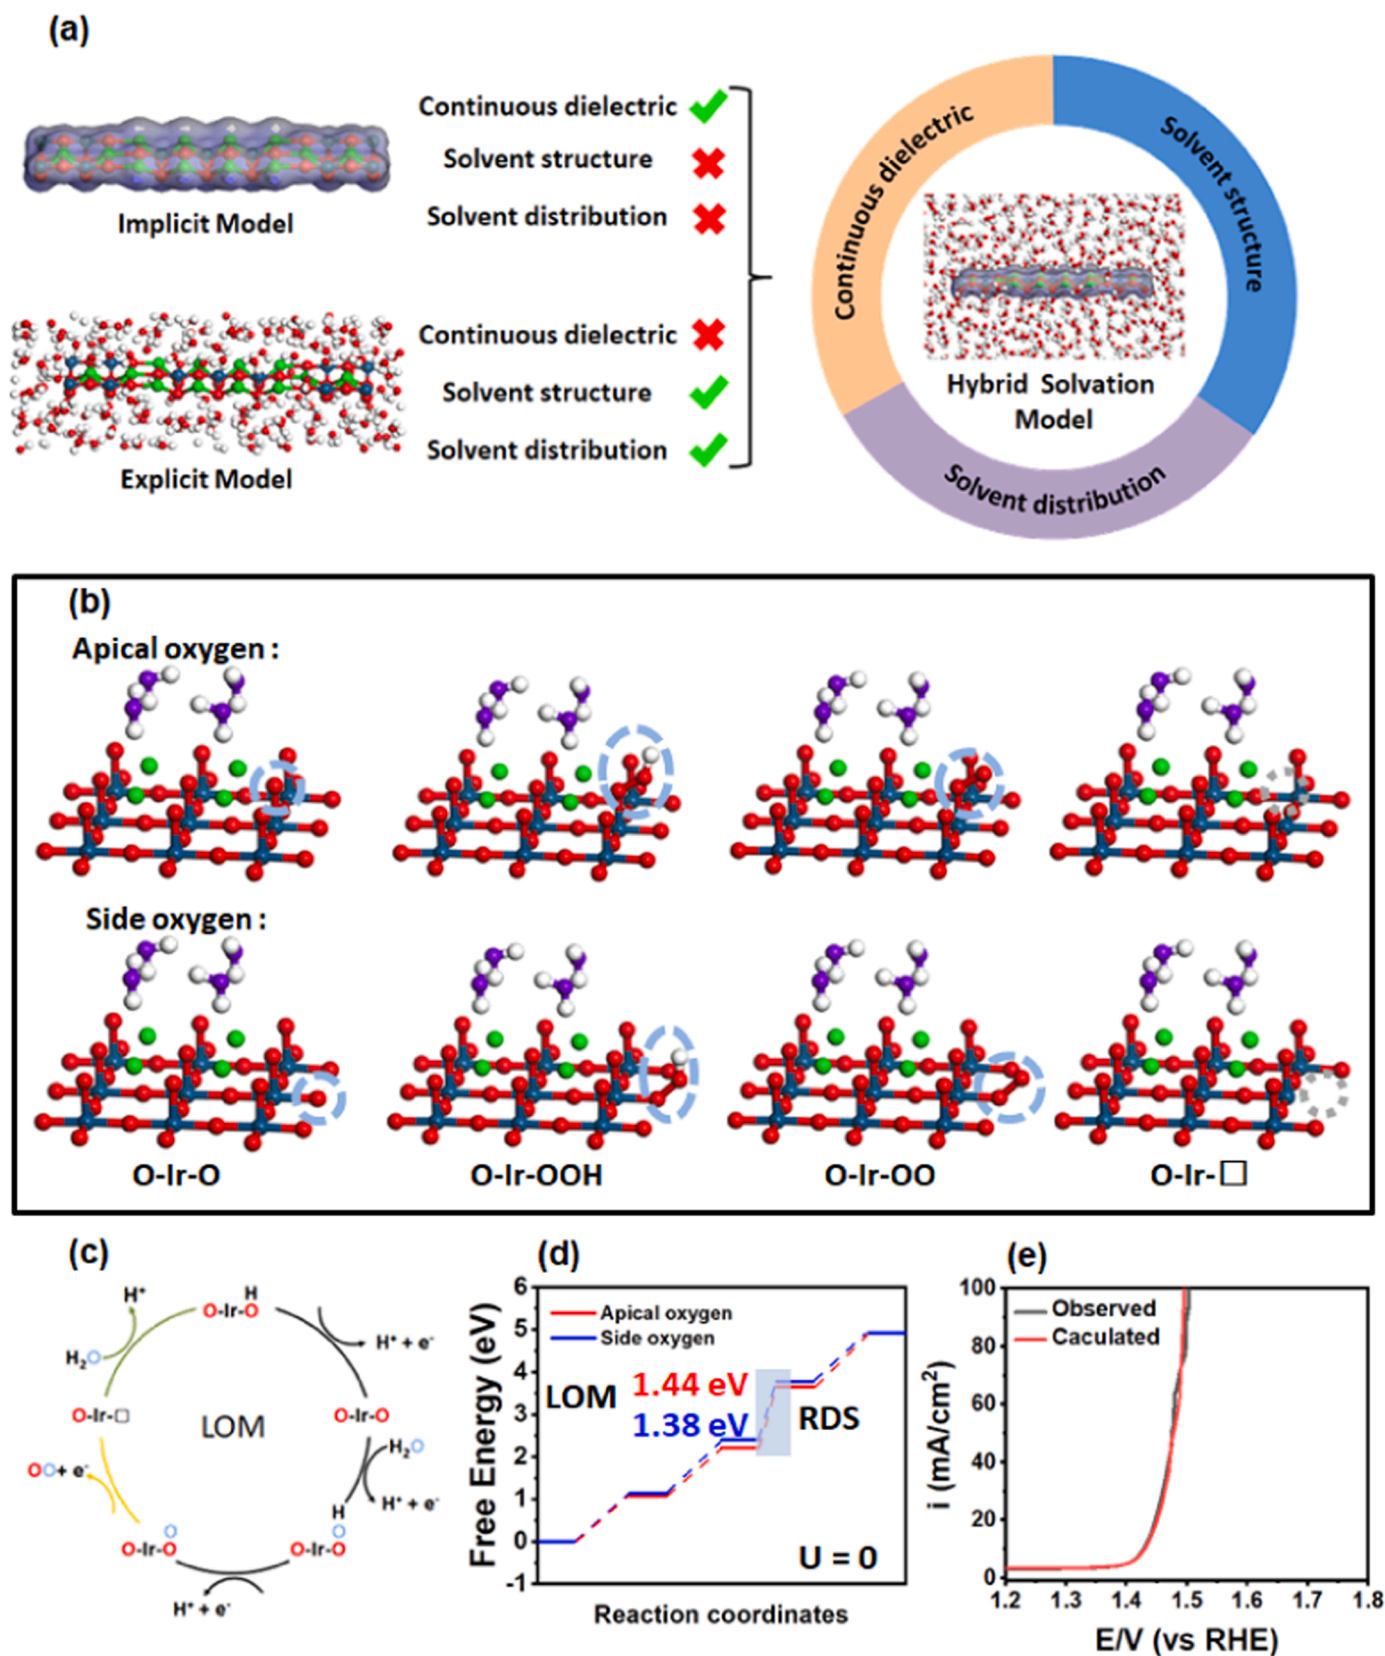 (a)
Continuous dielectric
Solvent structure
Solvent distribution
Implicit Model
Continuous dielectric
Solvent structure
Solvent distribution
Explicit Model
Continuous dielectric
Solvent structure
Solvent distribution
Hybrid Solvation
Model
(b)
Apical oxygen :
Side oxygen :
O-Ir-O
O-Ir-OOH
O-Ir-OO
O-Ir-□
(c)
H⁺
H
O-Ir-O
H⁺ + e⁻
H₂O
O-Ir-□
LOM
O-Ir-O
H₂O
OO+ e⁻
H⁺ + e⁻
H
O
O
O-Ir-O
O-Ir-O
H⁺ + e⁻
(d)
6
5
4
3
2
1
0
-1
Free Energy (eV)
Apical oxygen
Side oxygen
LOM
1.44 eV
1.38 eV
RDS
U = 0
Reaction coordinates
(e)
100
80
60
40
20
0
i (mA/cm²)
Observed
Caculated
1.2 1.3 1.4 1.5 1.6 1.7 1.8
E/V (vs RHE)